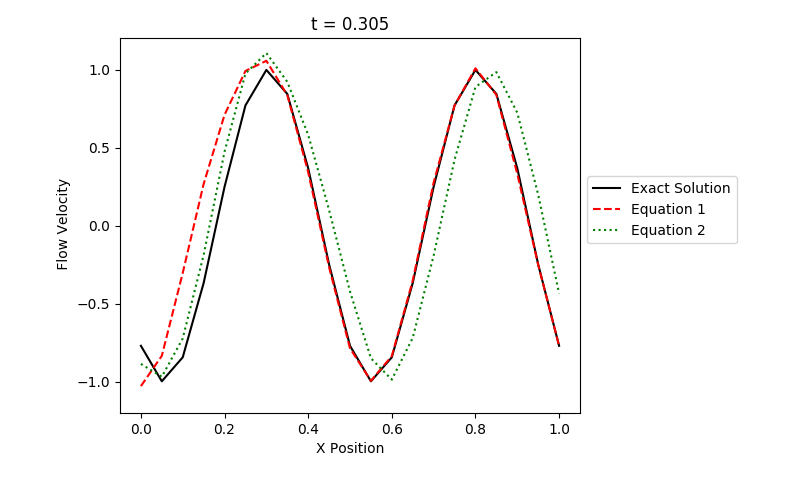 t = 0.305
1.0
0.5
0.0
−0.5
−1.0
Flow Velocity
0.0 0.2 0.4 0.6 0.8 1.0
X Position
Exact Solution
Equation 1
Equation 2